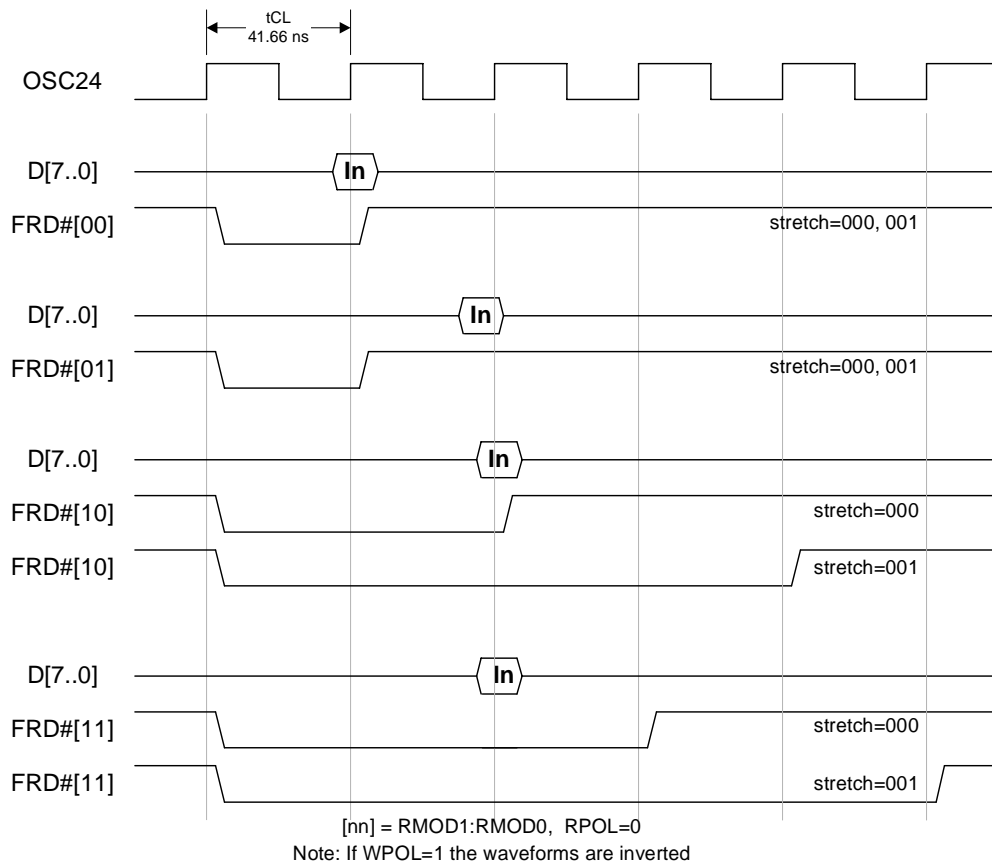 tCL
41.66 ns
OSC24
D[7..0]
In
FRD#[00]
stretch=000, 001
D[7..0]
In
FRD#[01]
stretch=000, 001
D[7..0]
In
FRD#[10]
stretch=000
FRD#[10]
stretch=001
D[7..0]
In
FRD#[11]
stretch=000
FRD#[11]
stretch=001
[nn] = RMOD1:RMOD0, RPOL=0
Note: If WPOL=1 the waveforms are inverted